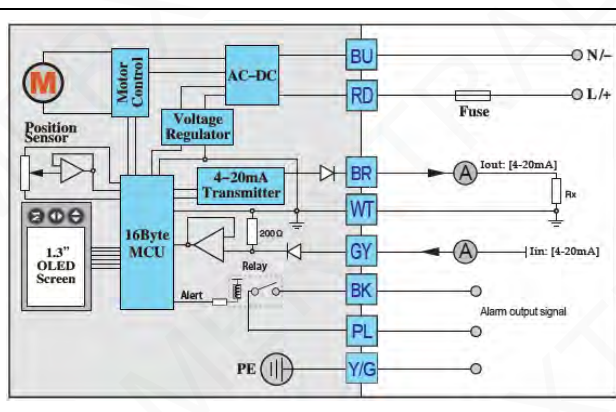 M
Motor
Control
AC-DC
BU
N/-
RD
L/+
Fuse
Voltage
Regulator
Position
Sensor
4-20mA
Transmitter
BR
A
Iout: [4-20mA]
Rx
WT
16Byte
MCU
200Ω
GY
A
Iin: [4-20mA]
M
1.3"
OLED
Screen
Relay
Alert
BK
Alarm output signal
PL
PE
Y/G